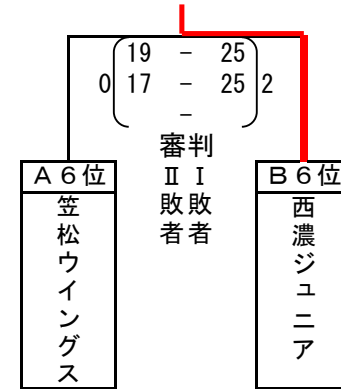 19 － 25
0 17 － 25 2
－
審判
Ⅱ Ⅰ
敗敗
者者
Ａ６位
Ｂ６位
笠松ウイングス
西濃ジュニア